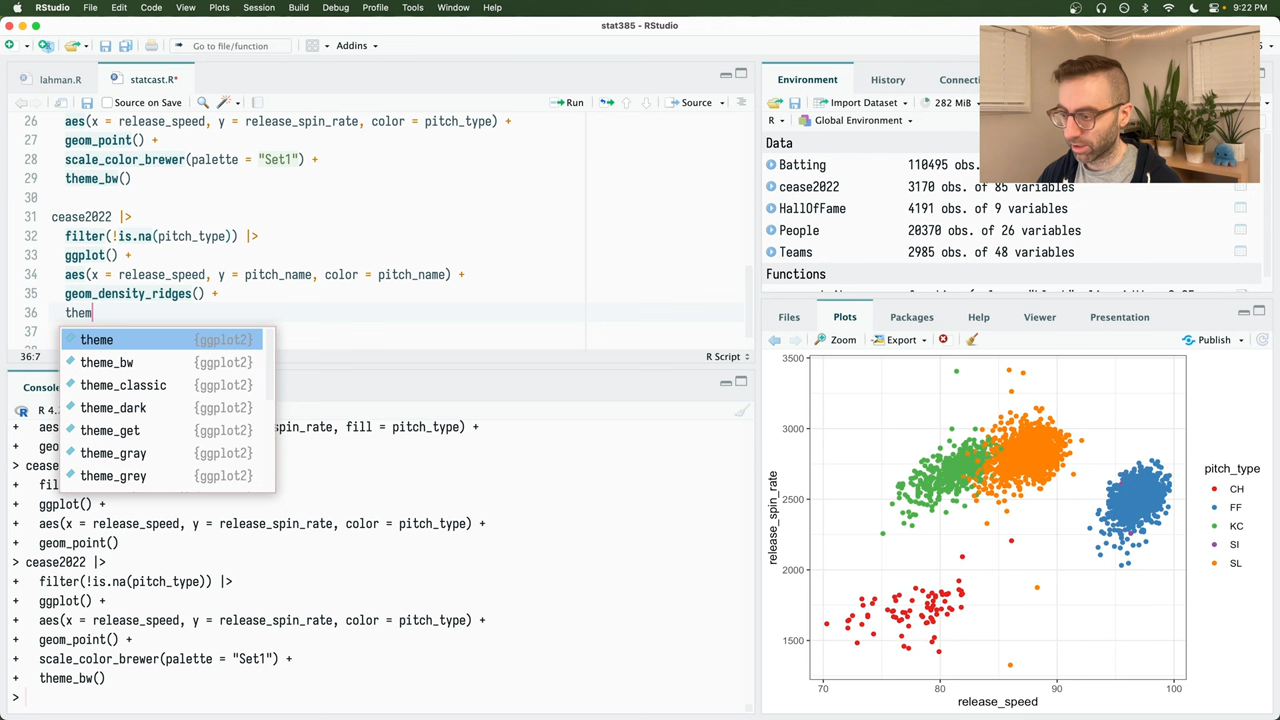 RStudio File Edit Code View Plots Session Build Debug Profile Tools Window Help 9:22 PM
stat385 - RStudio
Go to file/function Addins
lahman.R statcast.R*
Source on Save Run Source
26 aes(x = release_speed, y = release_spin_rate, color = pitch_type) +
27 geom_point() +
28 scale_color_brewer(palette = "Set1") +
29 theme_bw()
30
31 cease2022 |>
32 filter(!is.na(pitch_type)) |>
33 ggplot() +
34 aes(x = release_speed, y = pitch_name, color = pitch_name) +
35 geom_density_ridges() +
36 them
37
theme {ggplot2}
theme_bw {ggplot2}
theme_classic {ggplot2}
theme_dark {ggplot2}
theme_get {ggplot2}
theme_gray {ggplot2}
theme_grey {ggplot2}
36:7 R Script
Conso
R 4.
+ aes spin_rate, fill = pitch_type) +
+ geo
> ceas
+ fil
+ ggplot() +
+ aes(x = release_speed, y = release_spin_rate, color = pitch_type) +
+ geom_point()
> cease2022 |>
+ filter(!is.na(pitch_type)) |>
+ ggplot() +
+ aes(x = release_speed, y = release_spin_rate, color = pitch_type) +
+ geom_point() +
+ scale_color_brewer(palette = "Set1") +
+ theme_bw()
>
Environment History Connecti
Import Dataset 282 MiB
R Global Environment
Data
Batting 110495 obs.
cease2022 3170 obs. of 85 variables
HallOfFame 4191 obs. of 9 variables
People 20370 obs. of 26 variables
Teams 2985 obs. of 48 variables
Functions
Files Plots Packages Help Viewer Presentation
Zoom Export Publish
3500
3000
2500
2000
1500
release_spin_rate
70 80 90 100
release_speed
pitch_type
CH
FF
KC
SI
SL